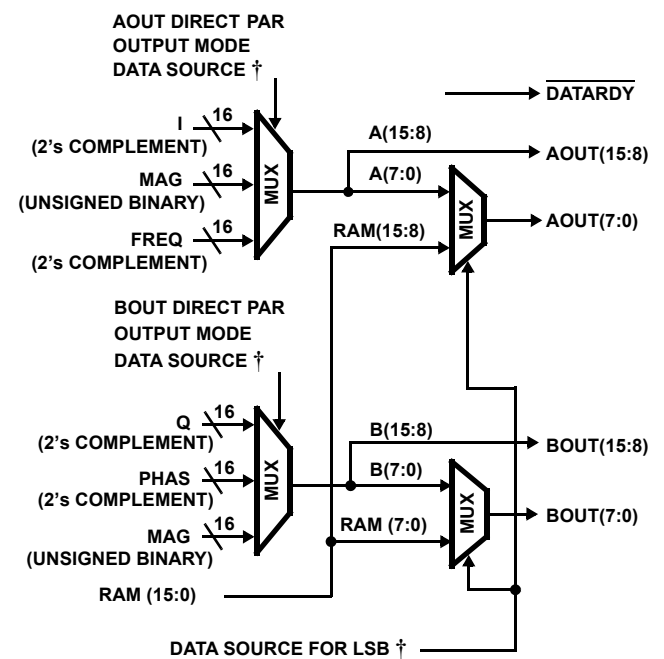 AOUT DIRECT PAR
OUTPUT MODE
DATA SOURCE †
DATARDY
I
16
(2's COMPLEMENT)
MAG
16
(UNSIGNED BINARY)
FREQ
16
(2's COMPLEMENT)
MUX
A(15:8)
AOUT(15:8)
A(7:0)
RAM(15:8)
MUX
AOUT(7:0)
BOUT DIRECT PAR
OUTPUT MODE
DATA SOURCE †
Q
16
(2's COMPLEMENT)
PHAS
16
(2's COMPLEMENT)
MAG
16
(UNSIGNED BINARY)
MUX
B(15:8)
BOUT(15:8)
B(7:0)
RAM (7:0)
MUX
BOUT(7:0)
RAM (15:0)
DATA SOURCE FOR LSB †